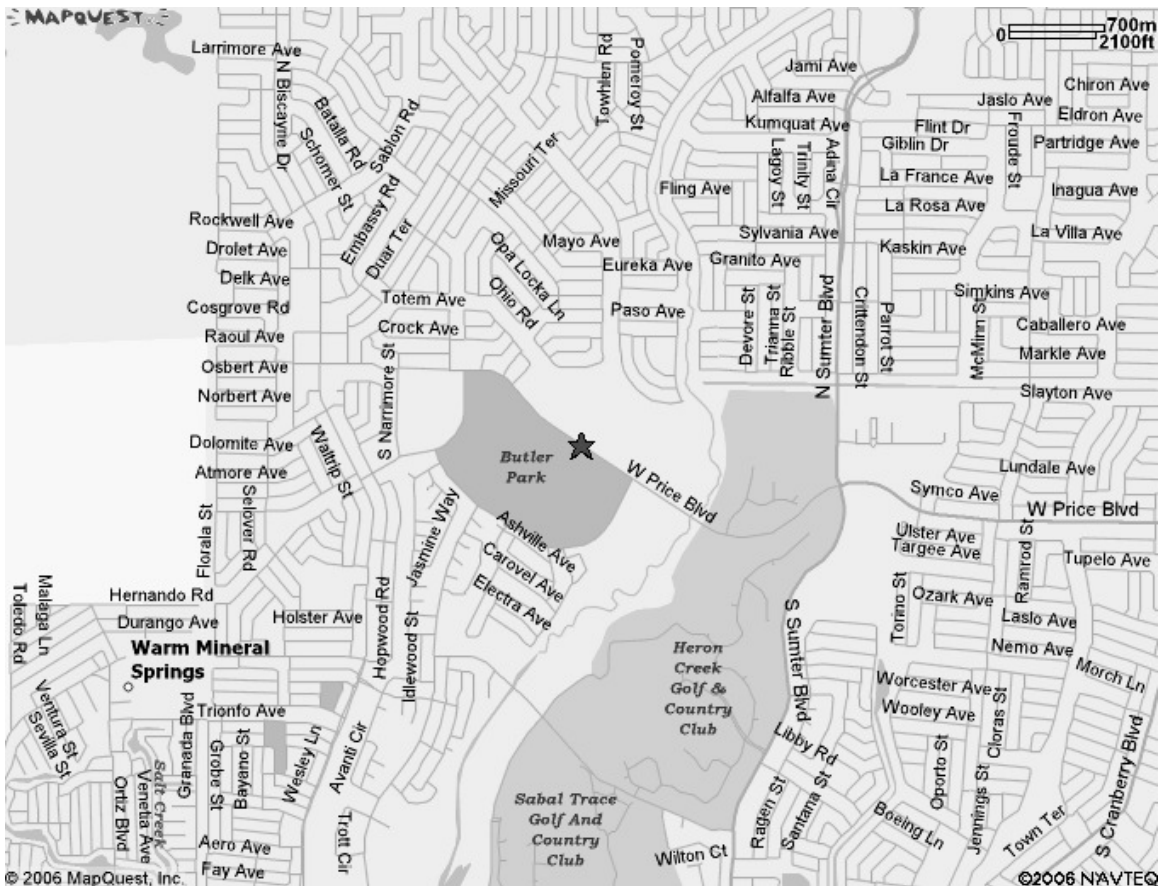 MAPQUEST
700m
0
2100ft
Larrimore Ave
N Biscayne Dr
Batalla Rd
Schomer St
Sablon Rd
Towhlan Rd
Pomeroy St
Jami Ave
Alfalfa Ave
Kumquat Ave
Chiron Ave
Jaslo Ave
Eldron Ave
Flint Dr
Giblin Dr
Froude St
Partridge Ave
Missouri Ter
Lagoy St
Trinity St
Adina Cir
La France Ave
Fling Ave
Inagua Ave
La Rosa Ave
Rockwell Ave
Embassy Rd
Duar Ter
Drolet Ave
Delk Ave
Cosgrove Rd
Raoul Ave
Osbert Ave
Norbert Ave
Mayo Ave
Opa Locka Ln
Ohio Rd
Eureka Ave
Paso Ave
Totem Ave
Crock Ave
Sylvania Ave
Granito Ave
La Villa Ave
Kaskin Ave
Simkins Ave
Caballero Ave
Markle Ave
McMinn St
Devore St
Trianna St
Ribble St
N Sumter Blvd
Crittendon St
Parrot St
Slayton Ave
S Narrimore St
Dolomite Ave
Atmore Ave
Waltrip St
Butler
Park
W Price Blvd
Lundale Ave
Symco Ave
W Price Blvd
Florala St
Selover Rd
Jasmine Way
Ashville Ave
Carovel Ave
Electra Ave
Ulster Ave
Targee Ave
Ramrod St
Tupelo Ave
Torino St
Ozark Ave
Laslo Ave
Nemo Ave
Morch Ln
Malaga Ln
Toledo Rd
Hernando Rd
Durango Ave
Holster Ave
Hopwood Rd
Idlewood St
Warm Mineral
Springs
Heron
Creek
Golf &
Country
Club
S Sumter Blvd
Worcester Ave
Wooley Ave
Cloras St
Ventura St
Sevilla St
Granada Blvd
Trionfo Ave
Grobe St
Bayano St
Wesley Ln
Avanti Cir
Libby Rd
Oporto St
S Cranberry Blvd
Ortiz Blvd
Venetia Ave
Salt Creek
Sabal Trace
Golf And
Country
Club
Ragen St
Santana St
Boeing Ln
Jennings St
Town Ter
Trott Cir
Aero Ave
Fay Ave
Wilton Ct
© 2006 MapQuest, Inc.
©2006 NAVTEQ